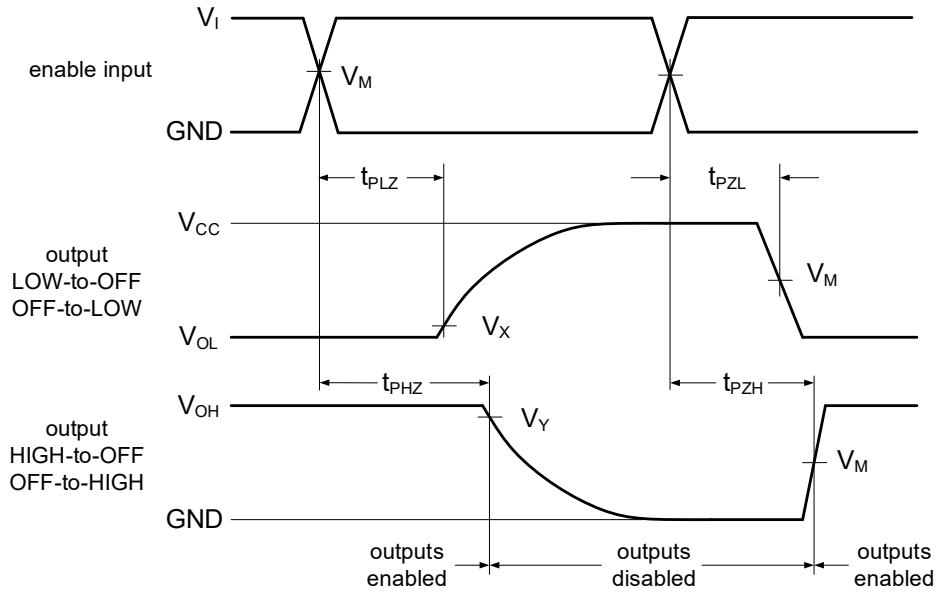 V_I
enable input
V_M
GND
t_PLZ
t_PZL
V_CC
output
LOW-to-OFF
OFF-to-LOW
V_M
V_X
V_OL
t_PHZ
t_PZH
V_OH
output
HIGH-to-OFF
OFF-to-HIGH
V_Y
V_M
GND
outputs
enabled
outputs
disabled
outputs
enabled